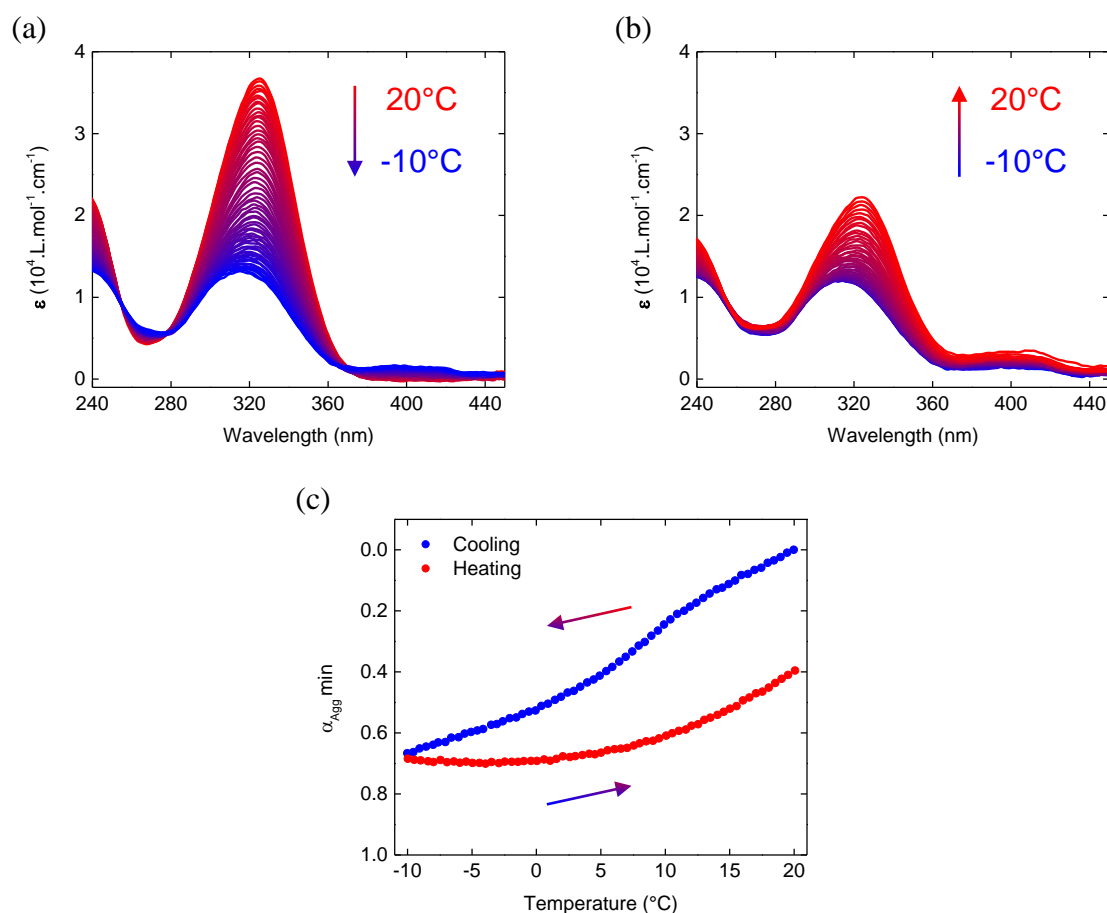 (a)
(b)
4
3
2
1
0
ε (10⁴.L.mol⁻¹.cm⁻¹)
20°C
-10°C
240 280 320 360 400 440
Wavelength (nm)
4
3
2
1
0
ε (10⁴.L.mol⁻¹.cm⁻¹)
20°C
-10°C
240 280 320 360 400 440
Wavelength (nm)
(c)
0.0
0.2
0.4
0.6
0.8
1.0
α_Agg min
Cooling
Heating
-10 -5 0 5 10 15 20
Temperature (°C)